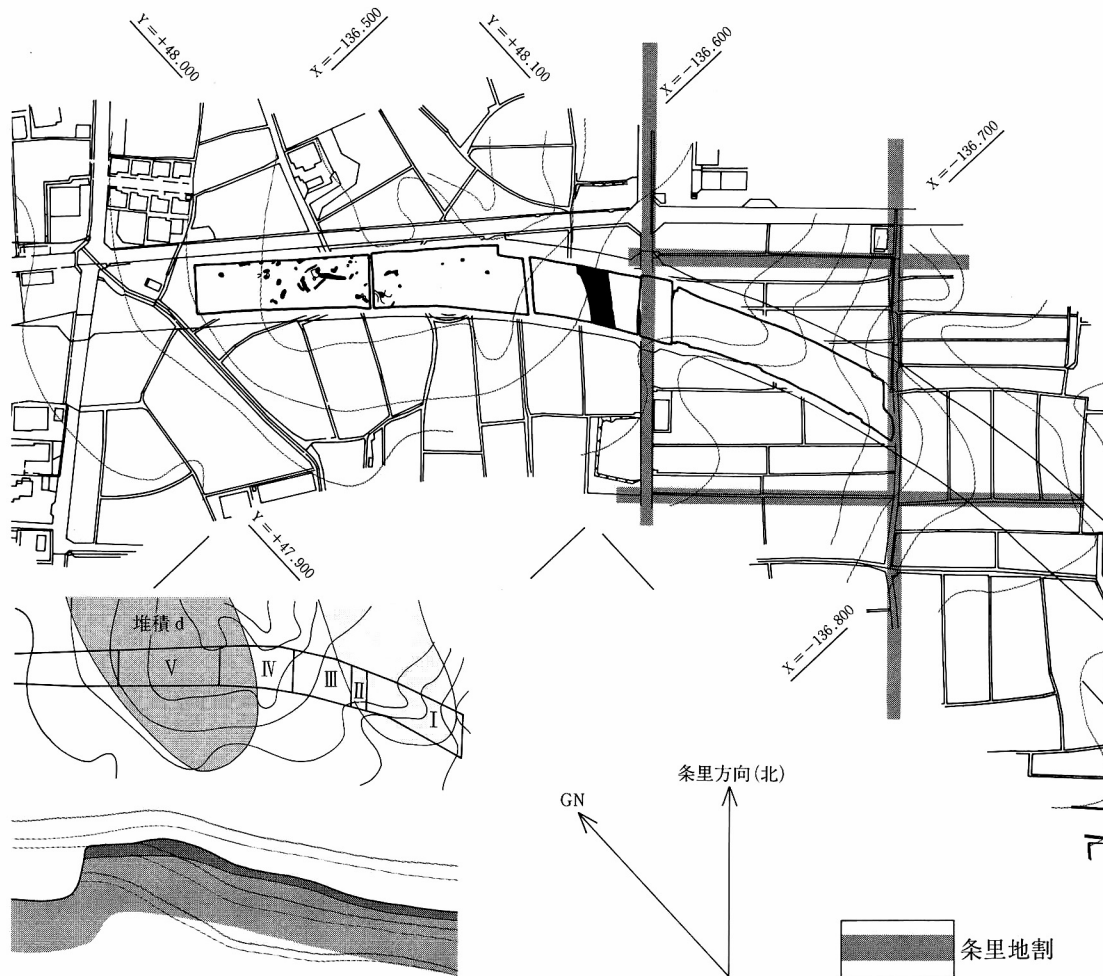 Y=+48.000
X=-136.500
Y=+48.100
X=-136.600
X=-136.700
Y=+47.900
X=-136.800
堆積d
V
Ⅳ
Ⅲ
Ⅱ
Ⅰ
GN
条里方向(北)
条里地割